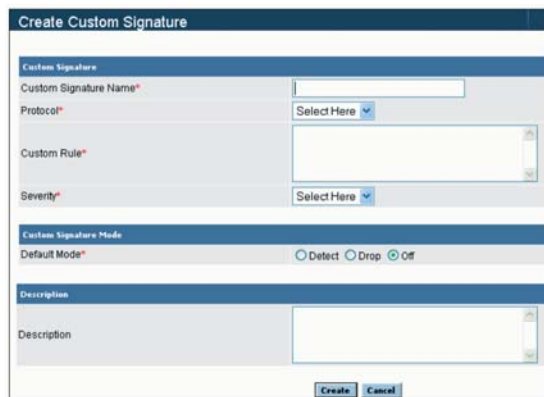 Create Custom Signature
Custom Signature
Custom Signature Name*
Protocol* Select Here
Custom Rule*
Severity* Select Here
Custom Signature Mode
Default Mode* Detect Drop Off
Description
Description
Create Cancel